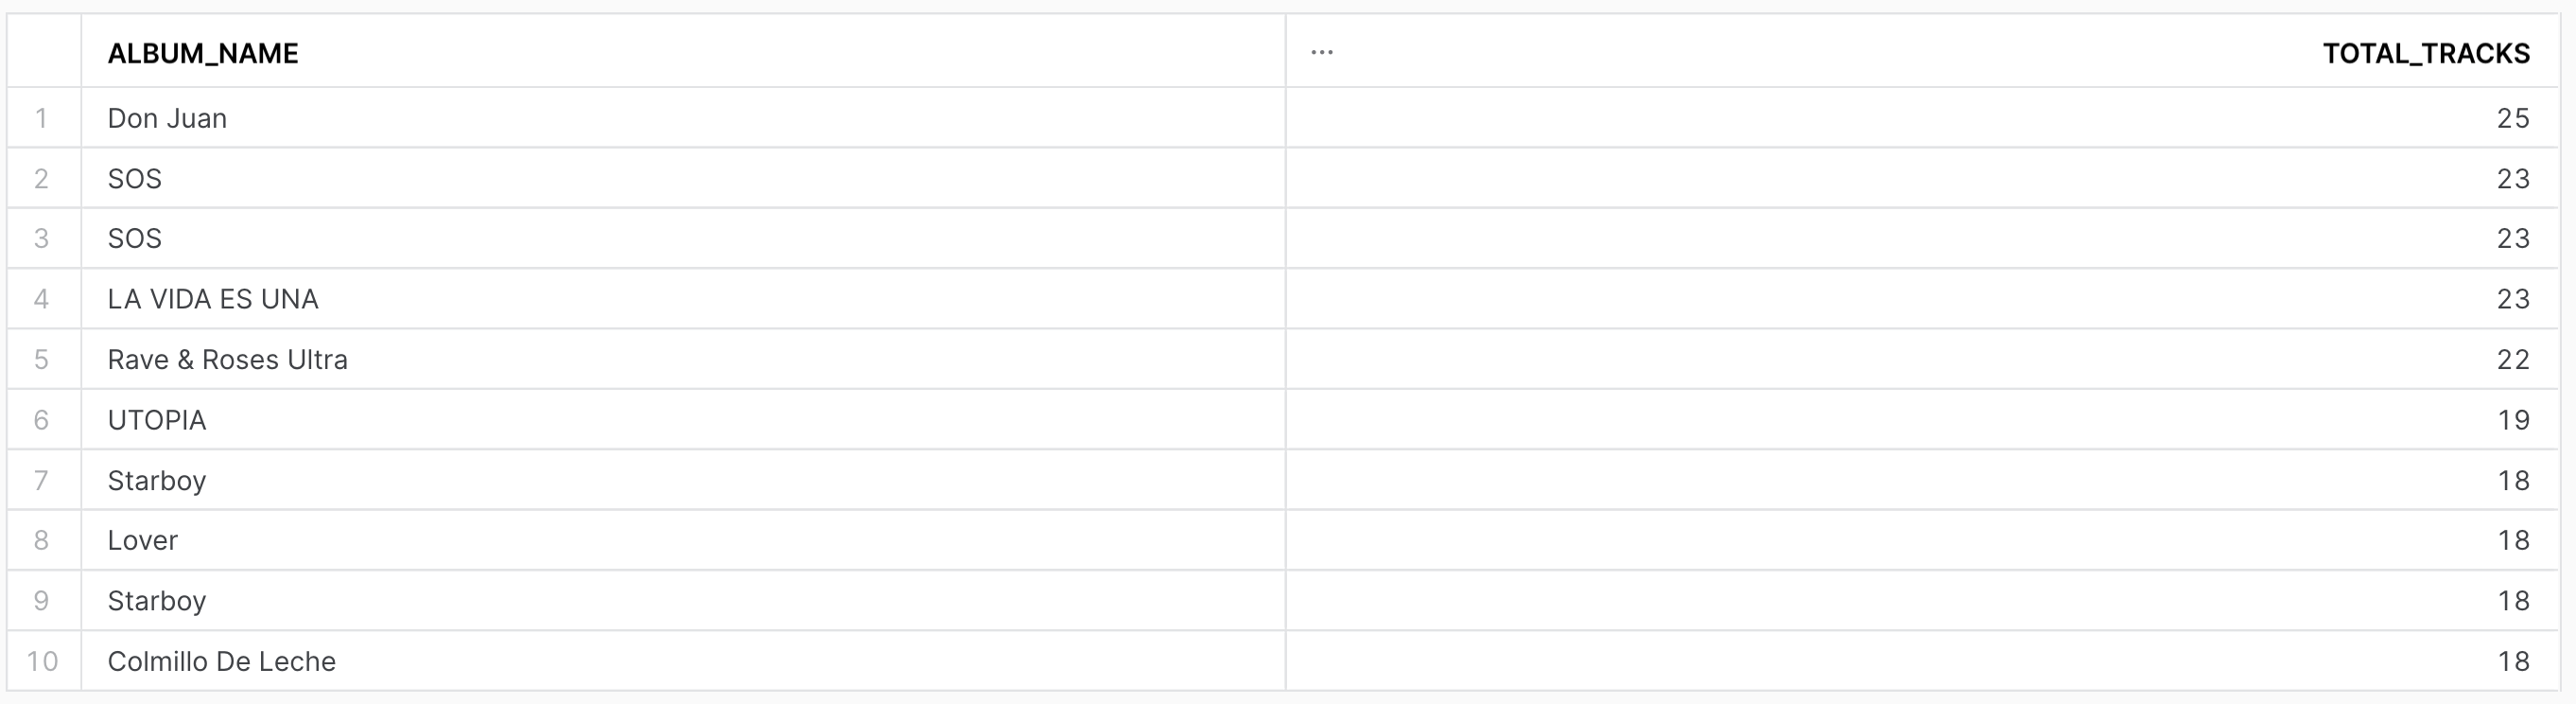 ALBUM_NAME ... TOTAL_TRACKS
1 Don Juan 25
2 SOS 23
3 SOS 23
4 LA VIDA ES UNA 23
5 Rave & Roses Ultra 22
6 UTOPIA 19
7 Starboy 18
8 Lover 18
9 Starboy 18
10 Colmillo De Leche 18